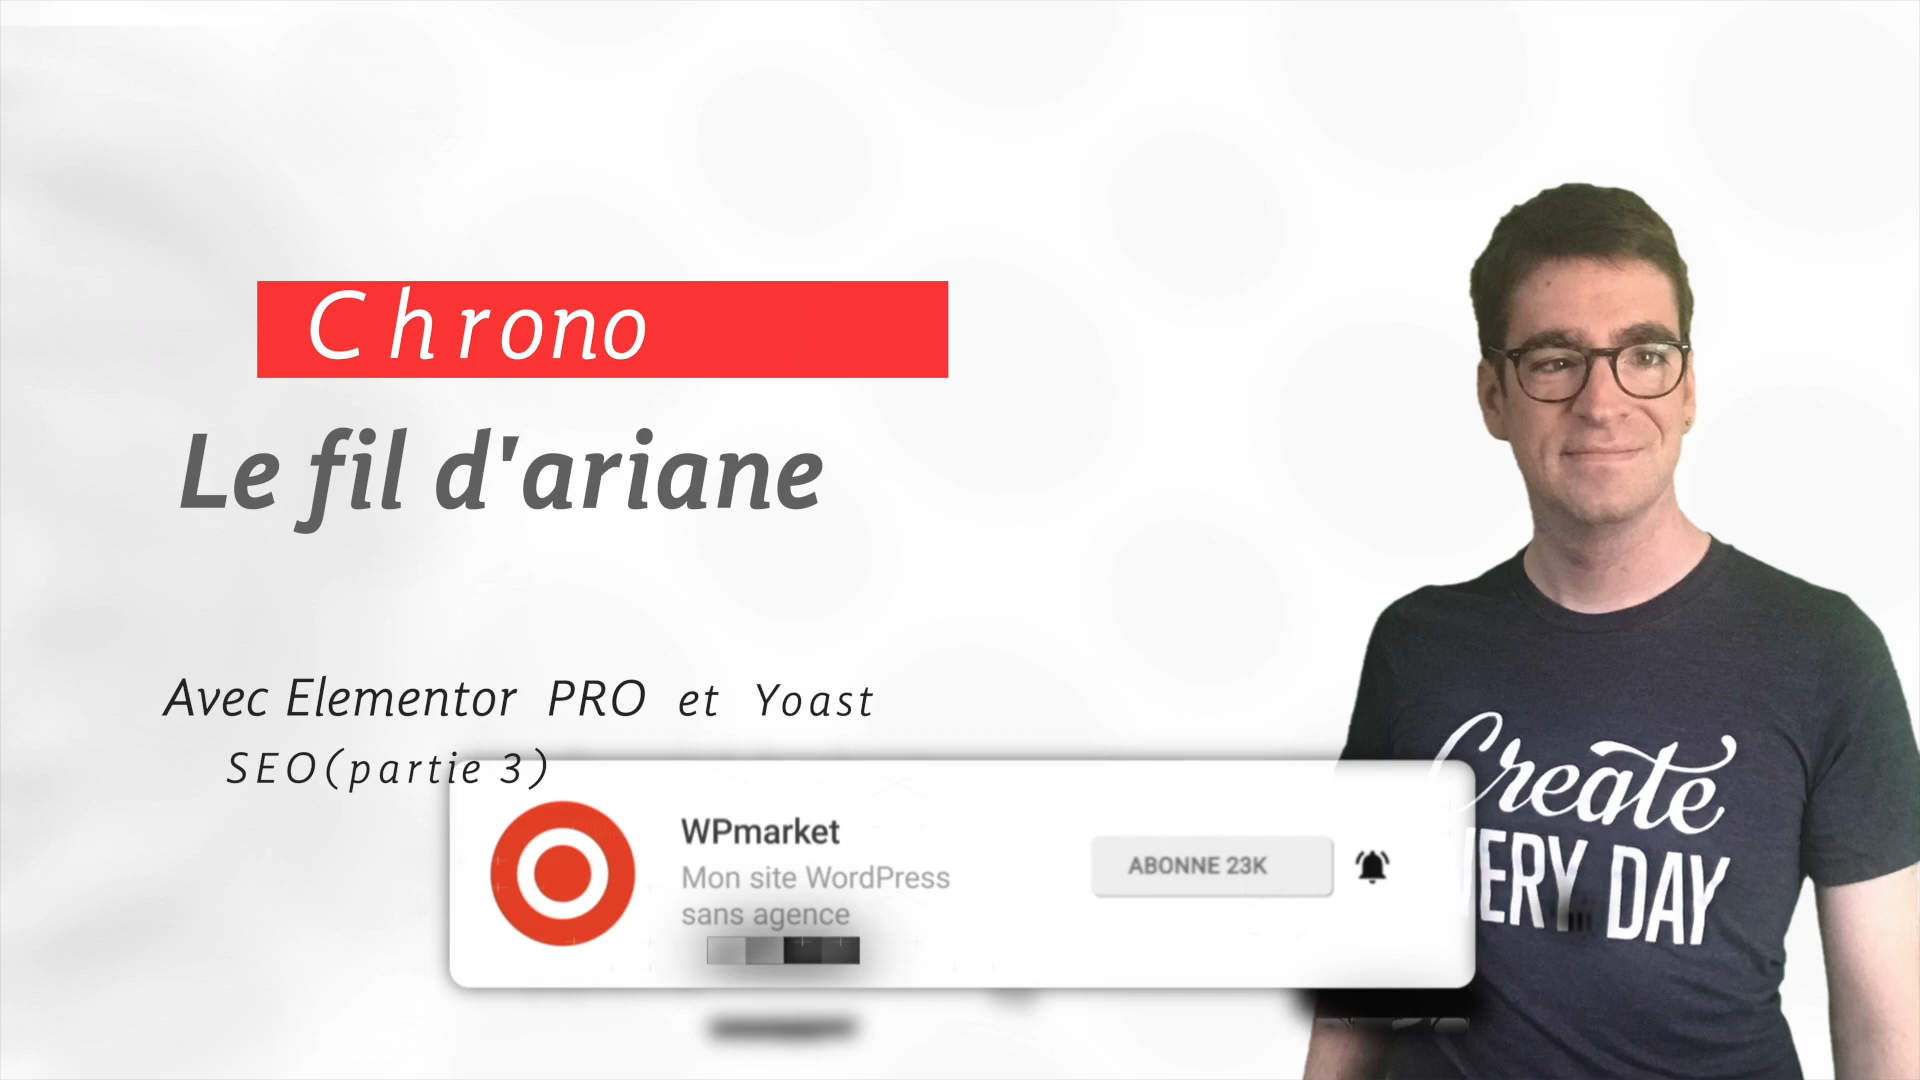 Chrono
Le fil d'ariane
Avec Elementor PRO et Yoast
SEO(partie 3)
WPmarket
Mon site WordPress
sans agence
ABONNE 23K
Create
VERY DAY